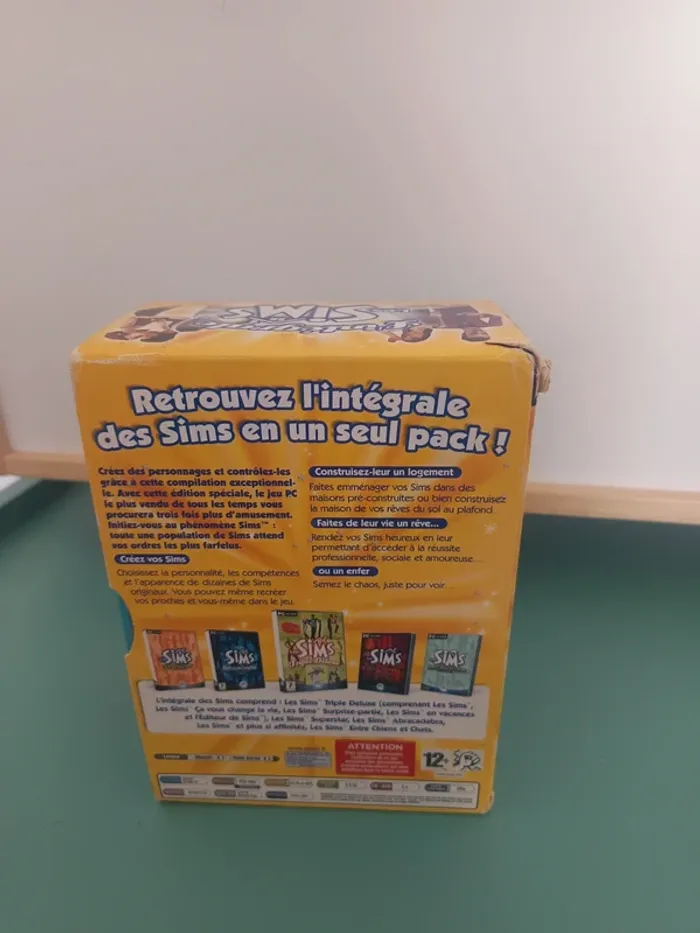 SIMS
Retrouvez l'intégrale
des Sims en un seul pack !
Créez des personnages et contrôlez-les
grâce à cette compilation exceptionnel-
le. Avec cette édition spéciale, le jeu PC
le plus vendu de tous les temps vous
procurera trois fois plus d'amusement.
Initiez-vous au phénomène Sims™ :
toute une population de Sims attend
vos ordres les plus farfelus.
Créez vos Sims
Choisissez la personnalité, les compétences
et l'apparence de dizaines de Sims
originaux. Vous pouvez même recréer
vos proches et vous-même dans le jeu.
Construisez-leur un logement
Faites emménager vos Sims dans des
maisons pré-construites ou bien construisez
la maison de vos rêves du sol au plafond.
Faites de leur vie un rêve...
Rendez vos Sims heureux en leur
permettant d'accéder à la réussite
professionnelle, sociale et amoureuse...
ou un enfer
Semez le chaos, juste pour voir...
SIMS
SIMS
SIMS
SIMS
SIMS
L'intégrale des Sims comprend : Les Sims™ Triple Deluxe (comprenant Les Sims™,
Les Sims™ Ça vous change la vie, Les Sims™ Surprise-partie, Les Sims™ en vacances
et l'Éditeur de Sims™), Les Sims™ Superstar, Les Sims™ Abracadabra,
Les Sims™ et plus si affinités, Les Sims™ Entre Chiens et Chats.
ATTENTION
12+